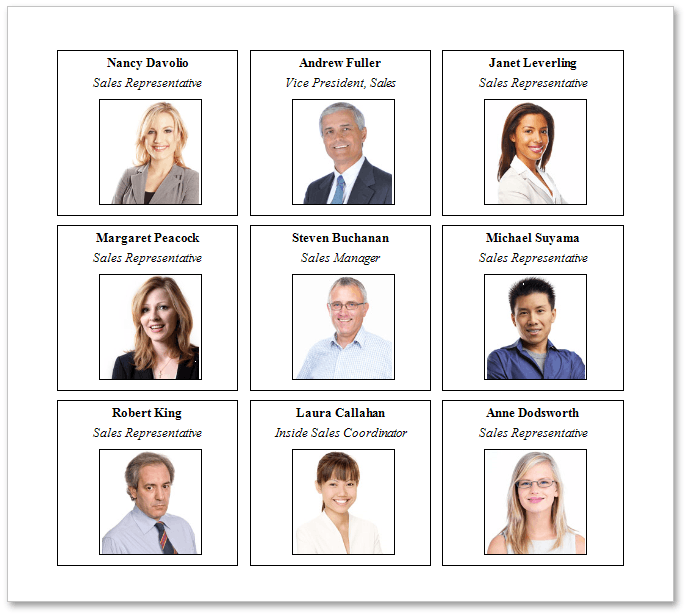 Nancy Davolio
Sales Representative
Andrew Fuller
Vice President, Sales
Janet Leverling
Sales Representative
Margaret Peacock
Sales Representative
Steven Buchanan
Sales Manager
Michael Suyama
Sales Representative
Robert King
Sales Representative
Laura Callahan
Inside Sales Coordinator
Anne Dodsworth
Sales Representative